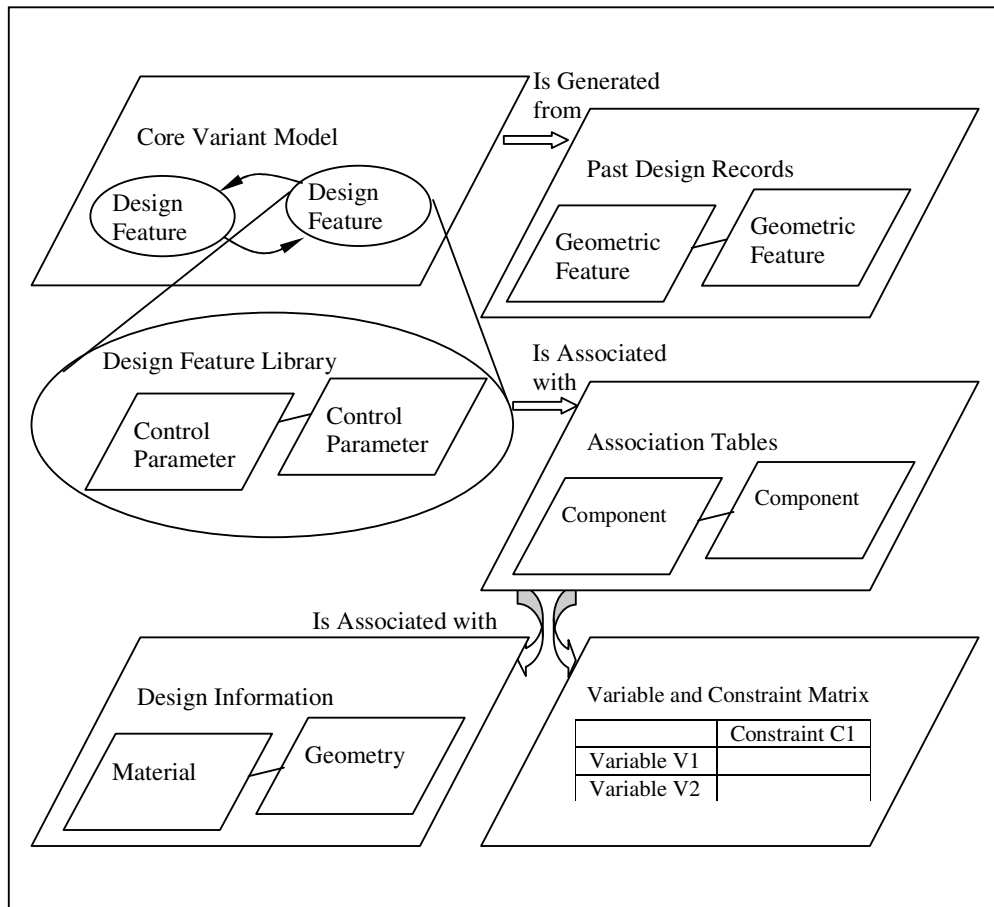 Is Generated
from
Core Variant Model
Design
Feature
Design
Feature
Past Design Records
Geometric
Feature
Geometric
Feature
Design Feature Library
Control
Parameter
Control
Parameter
Is Associated
with
Association Tables
Component
Component
Is Associated with
Design Information
Material
Geometry
Variable and Constraint Matrix
Constraint C1
Variable V1
Variable V2